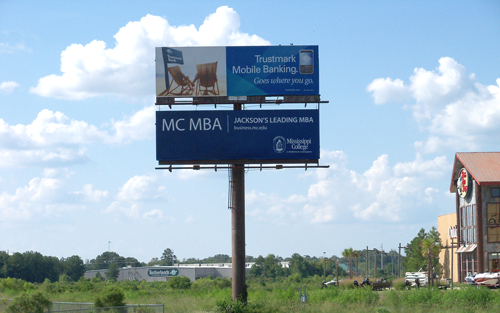 Trustmark
Mobile Banking.
Goes where you go.
MC MBA
JACKSON'S LEADING MBA
business.mc.edu
Mississippi
College